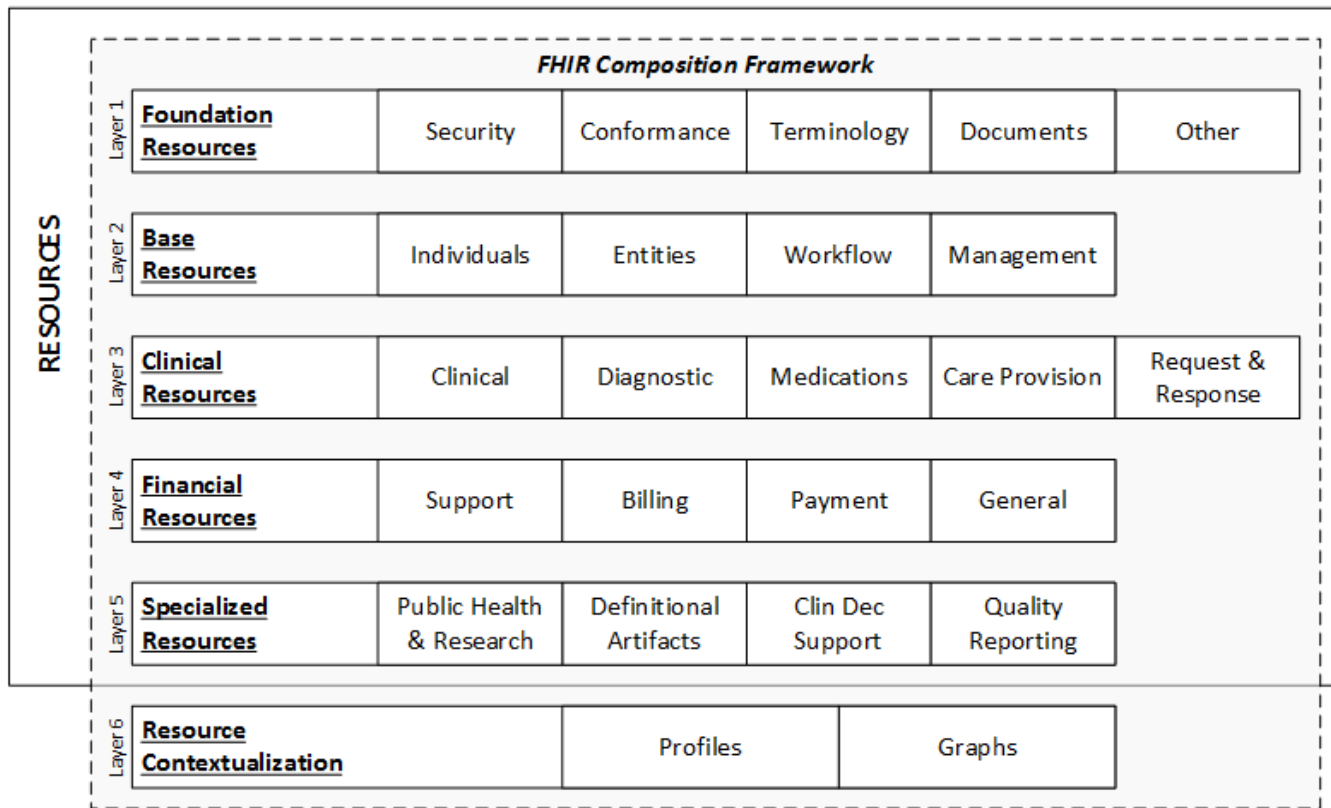 FHIR Composition Framework
RESOURCES
Layer 1
Foundation
Resources
Security
Conformance
Terminology
Documents
Other
Layer 2
Base
Resources
Individuals
Entities
Workflow
Management
Layer 3
Clinical
Resources
Clinical
Diagnostic
Medications
Care Provision
Request &
Response
Layer 4
Financial
Resources
Support
Billing
Payment
General
Layer 5
Specialized
Resources
Public Health
& Research
Definitional
Artifacts
Clin Dec
Support
Quality
Reporting
Layer 6
Resource
Contextualization
Profiles
Graphs